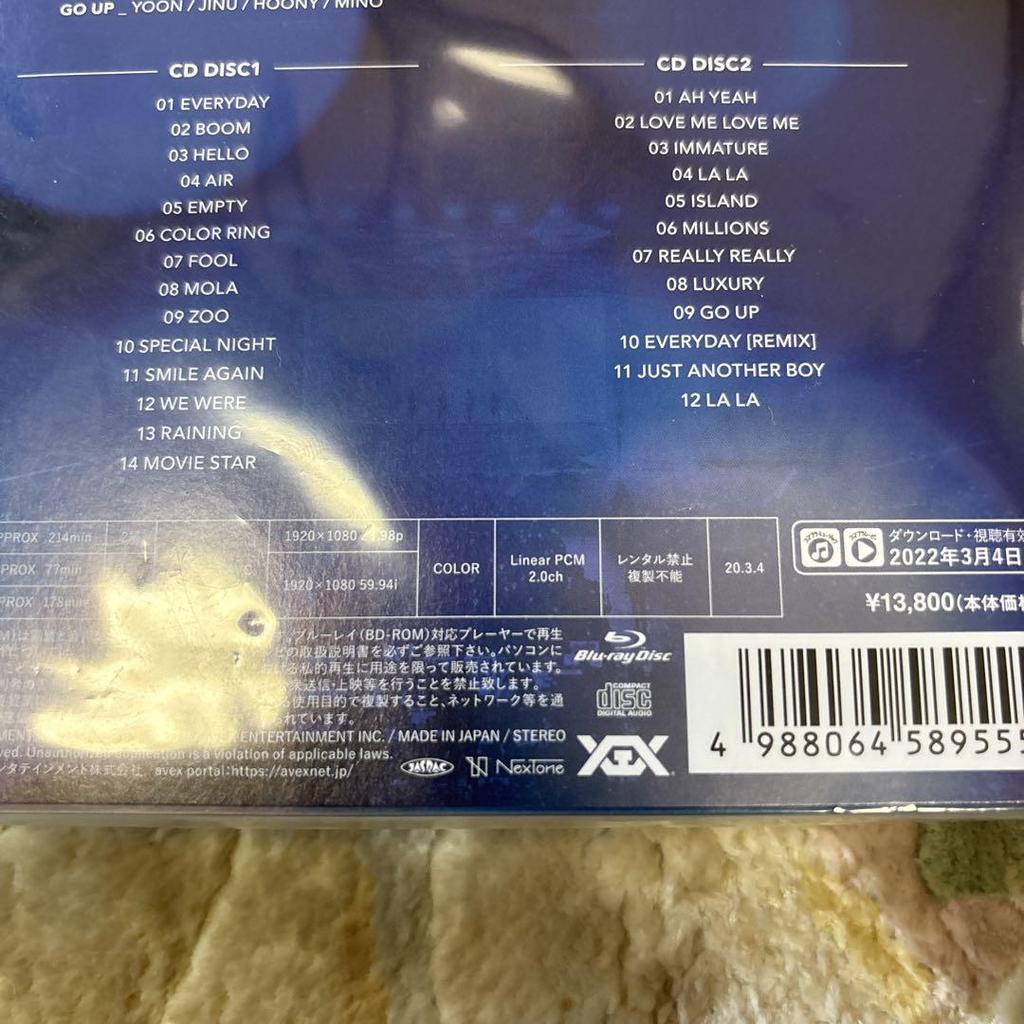 GO UP _ YOON / JINU / HOONY / MINO
CD DISC1
01 EVERYDAY
02 BOOM
03 HELLO
04 AIR
05 EMPTY
06 COLOR RING
07 FOOL
08 MOLA
09 ZOO
10 SPECIAL NIGHT
11 SMILE AGAIN
12 WE WERE
13 RAINING
14 MOVIE STAR
CD DISC2
01 AH YEAH
02 LOVE ME LOVE ME
03 IMMATURE
04 LA LA
05 ISLAND
06 MILLIONS
07 REALLY REALLY
08 LUXURY
09 GO UP
10 EVERYDAY [REMIX]
11 JUST ANOTHER BOY
12 LA LA
214min
77min
178min
1920×1080
1920×1080 59.94i
COLOR
Linear PCM
2.0ch
レンタル禁止
複製不能
20.3.4
ダウンロード・視聴有効
2022年3月4日
¥13,800(本体価
ブルーレイ(BD-ROM)対応プレーヤーで再生
の取扱説明書を必ずご参照下さい。パソコンに
る私的再生に用途を限って販売されています。
送信・上映等を行うことを禁止致します。
使用目的で複製すること、ネットワーク等を通
れています。
ENTERTAINMENT INC. / MADE IN JAPAN / STEREO
Unauthorized application is a violation of applicable laws.
ンタテインメント株式会社 avex portal:https://avexnet.jp/
JASRAC
NexTone
Blu-ray Disc
COMPACT
disc
DIGITAL AUDIO
YGX
4 988064 589555